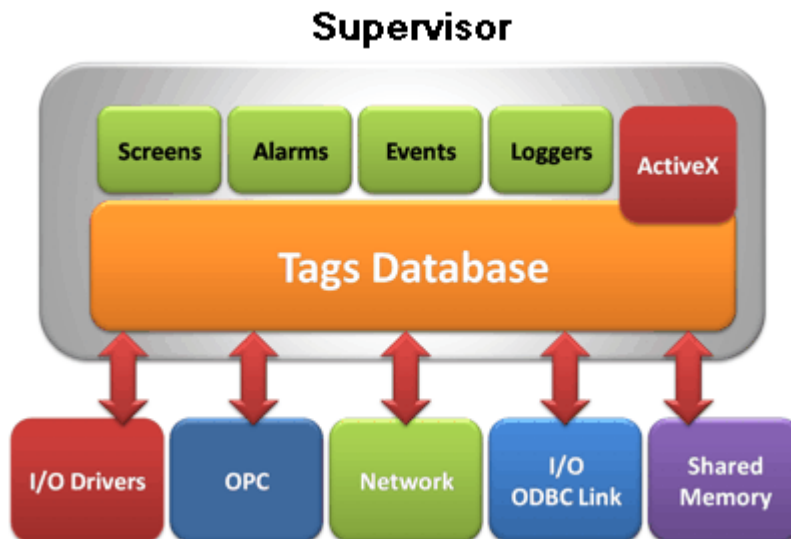 Supervisor
Screens
Alarms
Events
Loggers
ActiveX
Tags Database
I/O Drivers
OPC
Network
I/O
ODBC Link
Shared
Memory